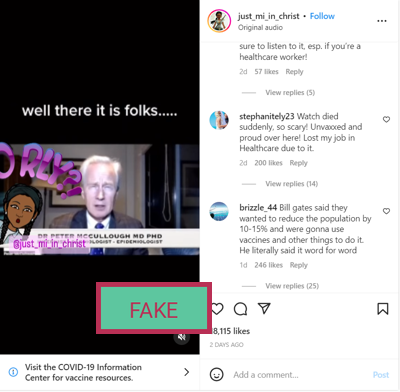 just_mi_in_christ • Follow
Original audio
sure to listen to it, esp. if you're a
healthcare worker!
2d 57 likes Reply
View replies (5)
stephanitely23 Watch died
suddenly, so scary! Unvaxxed and
proud over here! Lost my job in
Healthcare due to it.
2d 200 likes Reply
View replies (14)
brizzle_44 Bill gates said they
wanted to reduce the population by
10-15% and were gonna use
vaccines and other things to do it.
He literally said it word for word
1d 246 likes Reply
View replies (25)
well there it is folks.....
O RLY?
DR PETER MCCULLOUGH MD PHD
@just_mi_in_christ
OLOGIST - EPIDEMIOLOGIST
FAKE
8,115 likes
2 DAYS AGO
Visit the COVID-19 Information
Center for vaccine resources.
Add a comment... Post